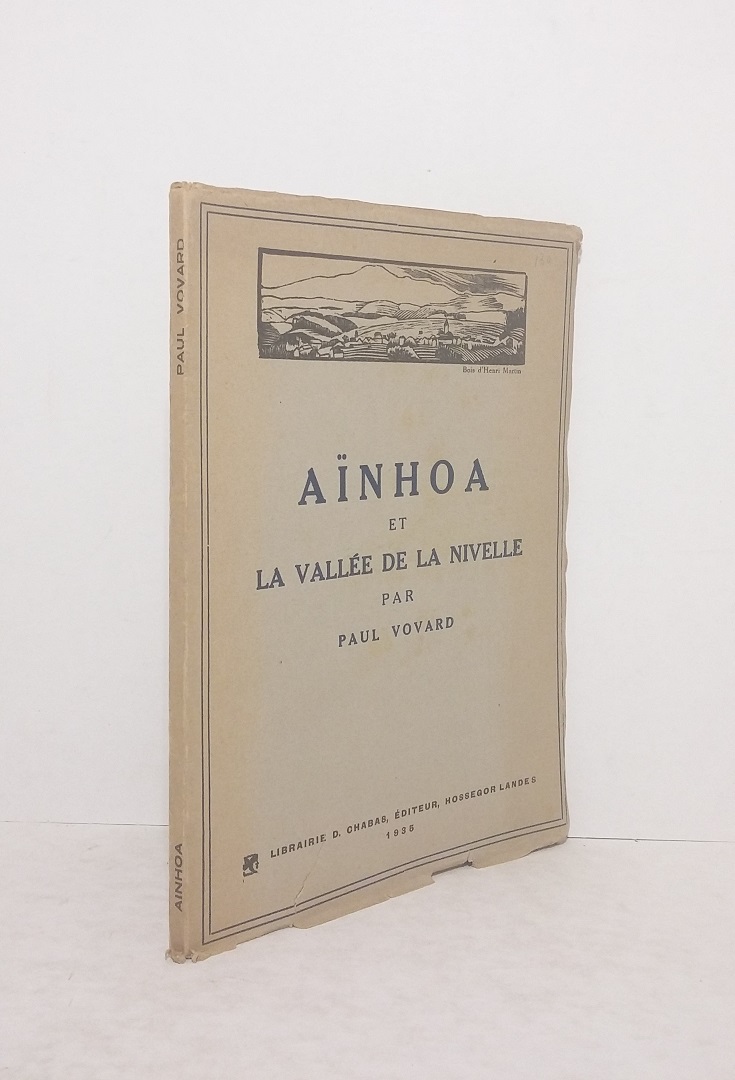 PAUL VOVARD
AINHOA
Bois d'Henri Martin
AÏNHOA
ET
LA VALLÉE DE LA NIVELLE
PAR
PAUL VOVARD
LIBRAIRIE D. CHABAS, ÉDITEUR, HOSSEGOR LANDES
1935